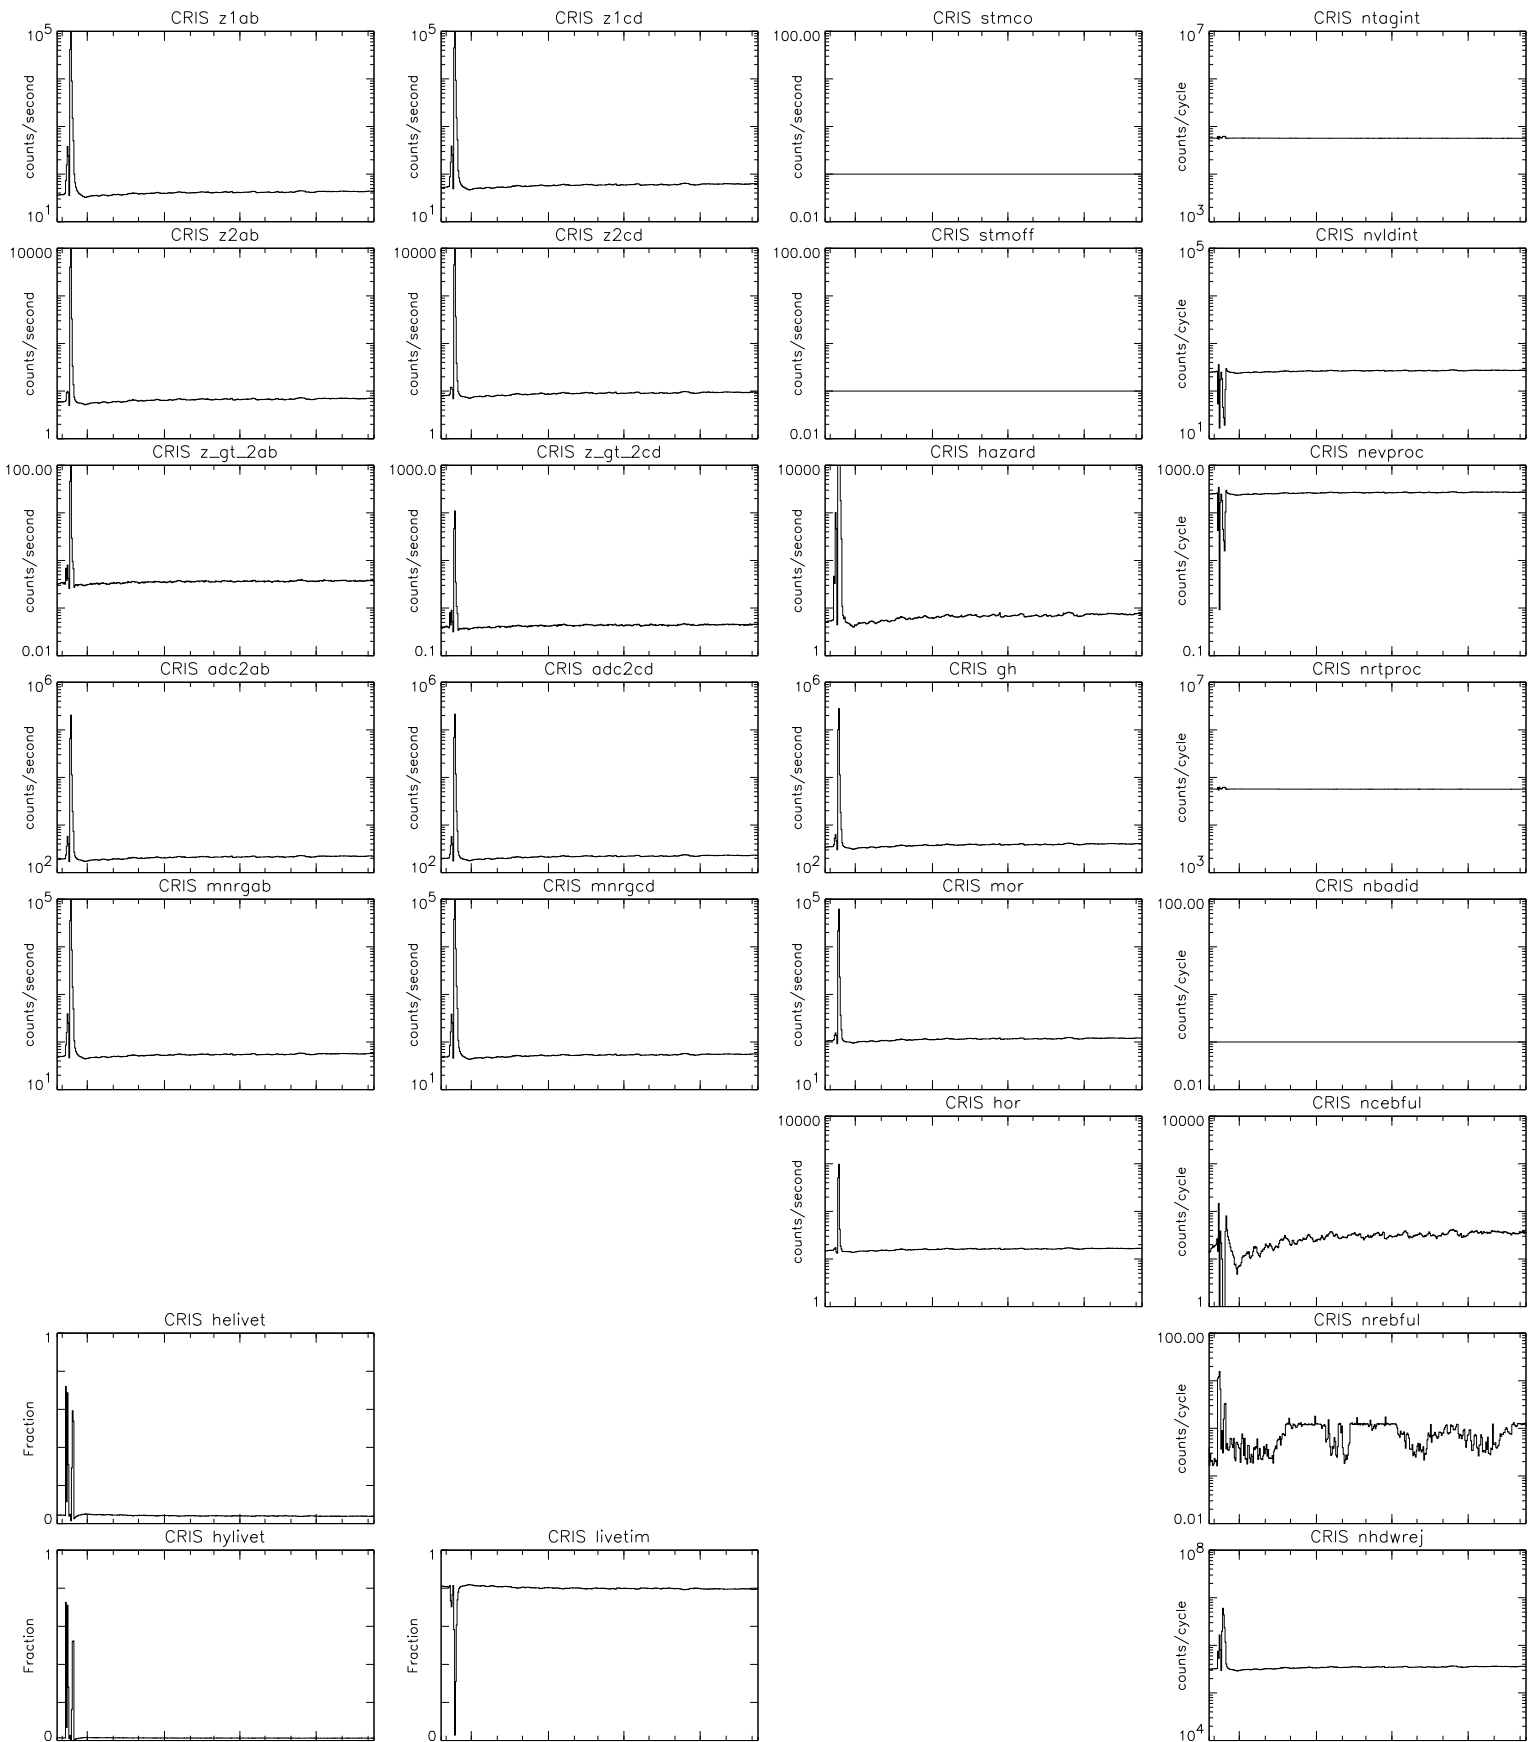 CRIS z1ab
CRIS z1cd
CRIS stmco
CRIS ntagint
10^5
counts/second
10^1
10^5
counts/second
10^1
100.00
counts/second
0.01
10^7
counts/cycle
10^3
CRIS z2ab
CRIS z2cd
CRIS stmoff
CRIS nvldint
10000
counts/second
1
10000
counts/second
1
100.00
counts/second
0.01
10^5
counts/cycle
10^1
CRIS z_gt_2ab
CRIS z_gt_2cd
CRIS hazard
CRIS nevproc
100.00
counts/second
0.01
1000.0
counts/second
0.1
10000
counts/second
1
1000.0
counts/cycle
0.1
CRIS adc2ab
CRIS adc2cd
CRIS gh
CRIS nrtproc
10^6
counts/second
10^2
10^6
counts/second
10^2
10^6
counts/second
10^2
10^7
counts/cycle
10^3
CRIS mnrgab
CRIS mnrgcd
CRIS mor
CRIS nbadid
10^5
counts/second
10^1
10^5
counts/second
10^1
10^5
counts/second
10^1
100.00
counts/cycle
0.01
CRIS hor
CRIS ncebful
10000
counts/second
1
10000
counts/cycle
1
CRIS helivet
CRIS nrebful
1
Fraction
0
100.00
counts/cycle
0.01
CRIS hylivet
CRIS livetim
CRIS nhdwrej
1
Fraction
0
1
Fraction
0
10^8
counts/cycle
10^4